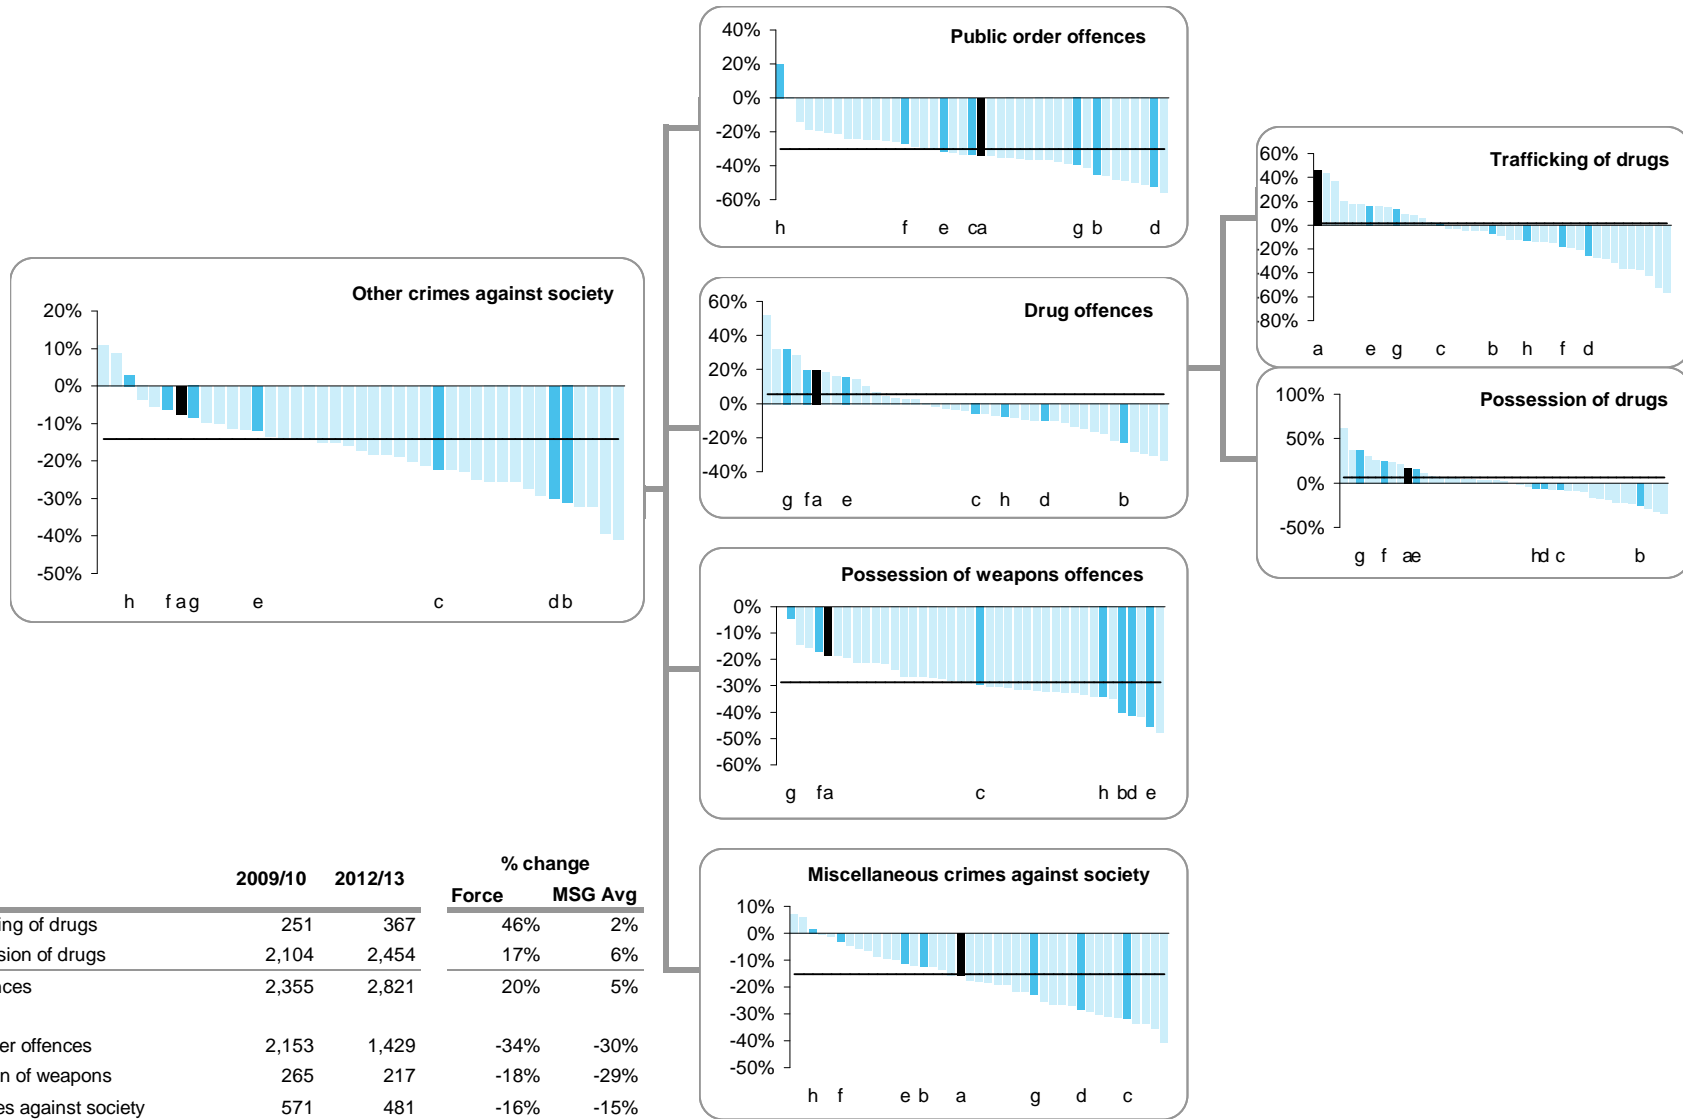 Public order offences
40%
20%
0%
-20%
-40%
-60%
h f e ca g b d
Trafficking of drugs
60%
40%
20%
0%
-20%
-40%
-60%
-80%
a e g c b h f d
Other crimes against society
20%
10%
0%
-10%
-20%
-30%
-40%
-50%
h f a g e c d b
Drug offences
60%
40%
20%
0%
-20%
-40%
g f a e c h d b
Possession of drugs
100%
50%
0%
-50%
g f ae hd c b
Possession of weapons offences
0%
-10%
-20%
-30%
-40%
-50%
-60%
g fa c h bd e
Miscellaneous crimes against society
10%
0%
-10%
-20%
-30%
-40%
-50%
h f e b a g d c
% change
2009/10 2012/13 Force MSG Avg
ing of drugs 251 367 46% 2%
sion of drugs 2,104 2,454 17% 6%
nces 2,355 2,821 20% 5%
er offences 2,153 1,429 -34% -30%
n of weapons 265 217 -18% -29%
es against society 571 481 -16% -15%